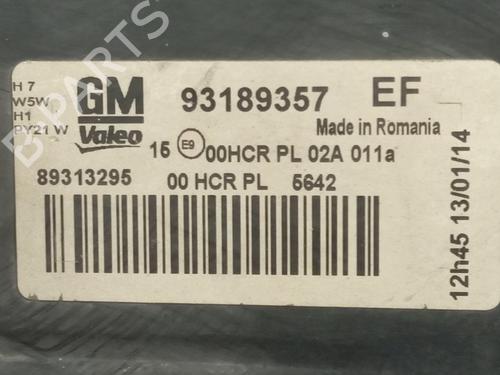 H 7
W5W
H1
PY21 W
GM
Valeo
93189357 EF
Made in Romania
15 E9 00HCR PL 02A 011a
89313295 00 HCR PL 5642
12h45 13/01/14
B-PARTS